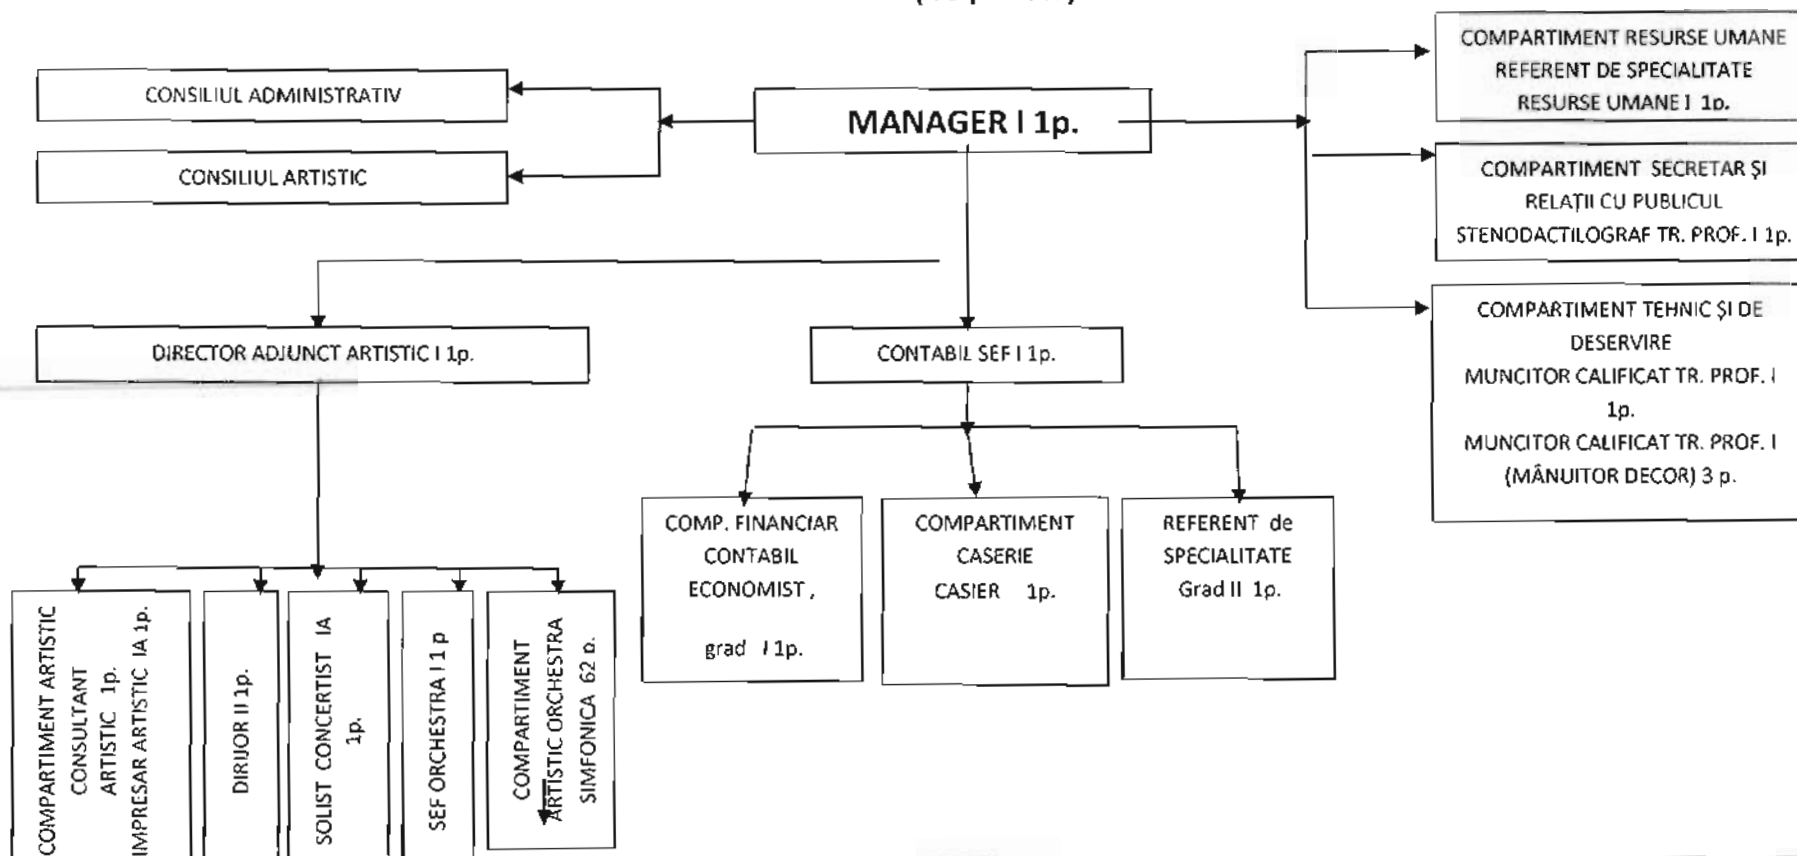 CONSILIUL ADMINISTRATIV
CONSILIUL ARTISTIC
MANAGER I 1p.
COMPARTIMENT RESURSE UMANE
REFERENT DE SPECIALITATE
RESURSE UMANE I 1p.
COMPARTIMENT SECRETAR ȘI
RELAȚII CU PUBLICUL
STENODACTILOGRAF TR. PROF. I 1p.
COMPARTIMENT TEHNIC ȘI DE
DESERVIRE
MUNCITOR CALIFICAT TR. PROF. I
1p.
MUNCITOR CALIFICAT TR. PROF. I
(MÂNUITOR DECOR) 3 p.
DIRECTOR ADJUNCT ARTISTIC I 1p.
CONTABIL SEF I 1p.
COMP. FINANCIAR
CONTABIL
ECONOMIST,
grad I 1p.
COMPARTIMENT
CASERIE
CASIER 1p.
REFERENT de
SPECIALITATE
Grad II 1p.
COMPARTIMENT ARTISTIC
CONSULTANT
ARTISTIC 1p.
IMPRESAR ARTISTIC IA 1p.
DIRIJOR II 1p.
SOLIST CONCERTIST IA
1p.
SEF ORCHESTRA I 1 p
COMPARTIMENT
ARTISTIC ORCHESTRA
SIMFONICA 62 p.